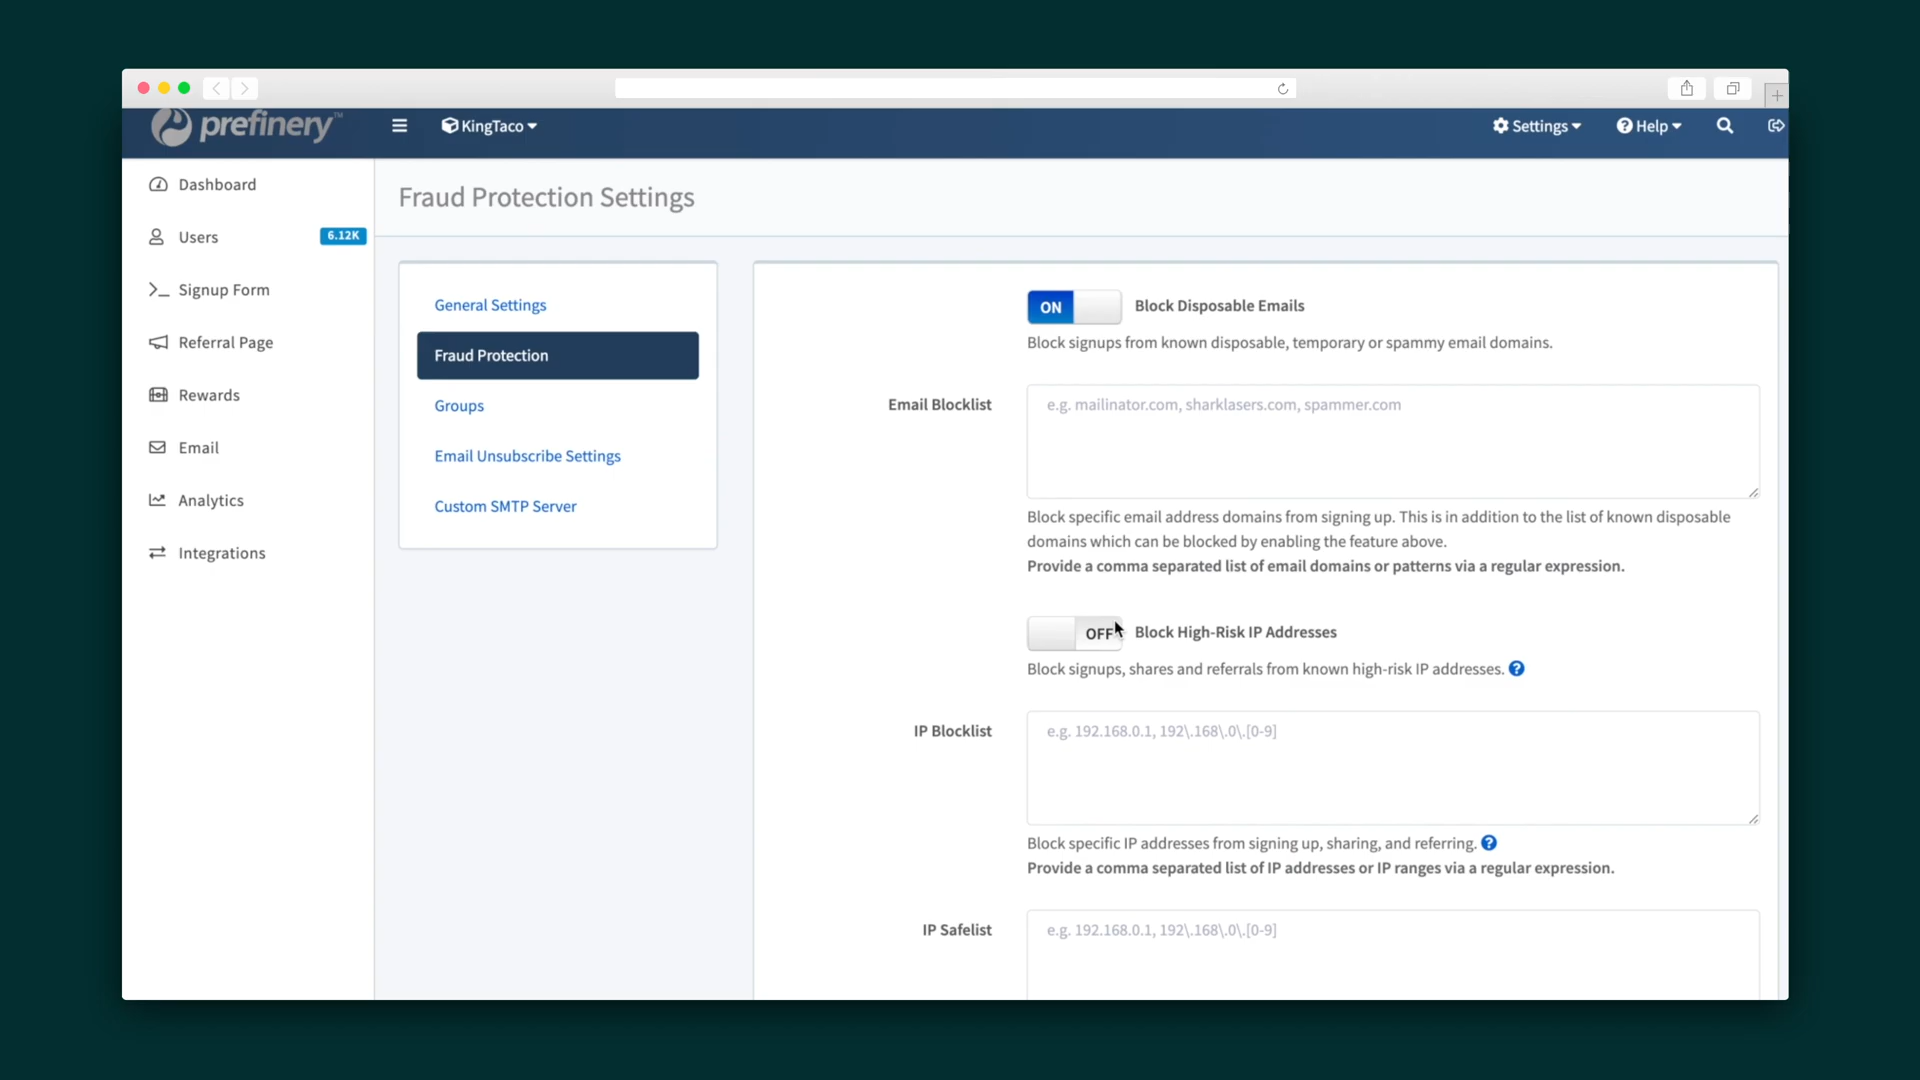 prefinery™
KingTaco
Settings
Help
Dashboard
Users
6.12K
Signup Form
Referral Page
Rewards
Email
Analytics
Integrations
Fraud Protection Settings
General Settings
Fraud Protection
Groups
Email Unsubscribe Settings
Custom SMTP Server
ON
Block Disposable Emails
Block signups from known disposable, temporary or spammy email domains.
Email Blocklist
e.g. mailinator.com, sharklasers.com, spammer.com
Block specific email address domains from signing up. This is in addition to the list of known disposable
domains which can be blocked by enabling the feature above.
Provide a comma separated list of email domains or patterns via a regular expression.
OFF
Block High-Risk IP Addresses
Block signups, shares and referrals from known high-risk IP addresses.
IP Blocklist
e.g. 192.168.0.1, 192\.168\.0\.[0-9]
Block specific IP addresses from signing up, sharing, and referring.
Provide a comma separated list of IP addresses or IP ranges via a regular expression.
IP Safelist
e.g. 192.168.0.1, 192\.168\.0\.[0-9]